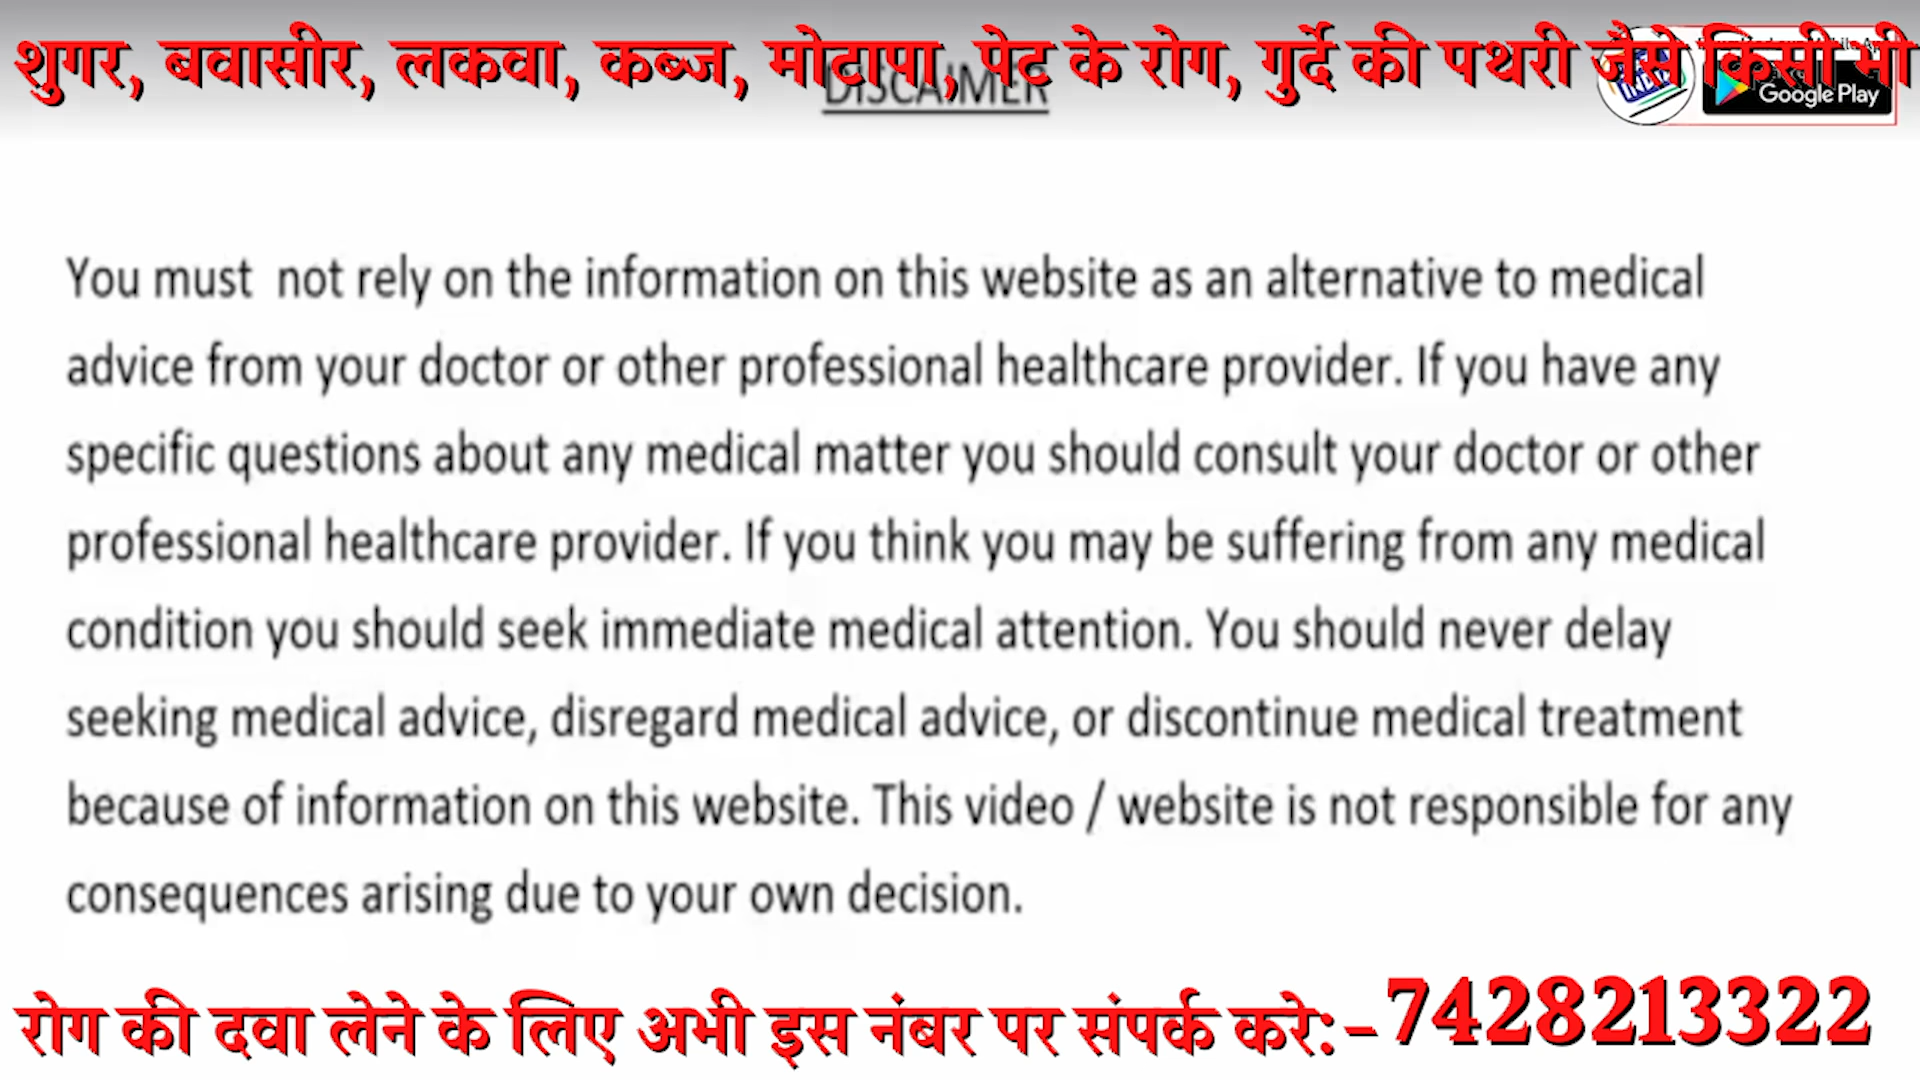 शुगर, बवासीर, लकवा, कब्ज, मोटापा, पेट के रोग, गुर्दे की पथरी जैसे किसी भी
DISCAIMER
Google Play
You must not rely on the information on this website as an alternative to medical
advice from your doctor or other professional healthcare provider. If you have any
specific questions about any medical matter you should consult your doctor or other
professional healthcare provider. If you think you may be suffering from any medical
condition you should seek immediate medical attention. You should never delay
seeking medical advice, disregard medical advice, or discontinue medical treatment
because of information on this website. This video / website is not responsible for any
consequences arising due to your own decision.
रोग की दवा लेने के लिए अभी इस नंबर पर संपर्क करे:-7428213322